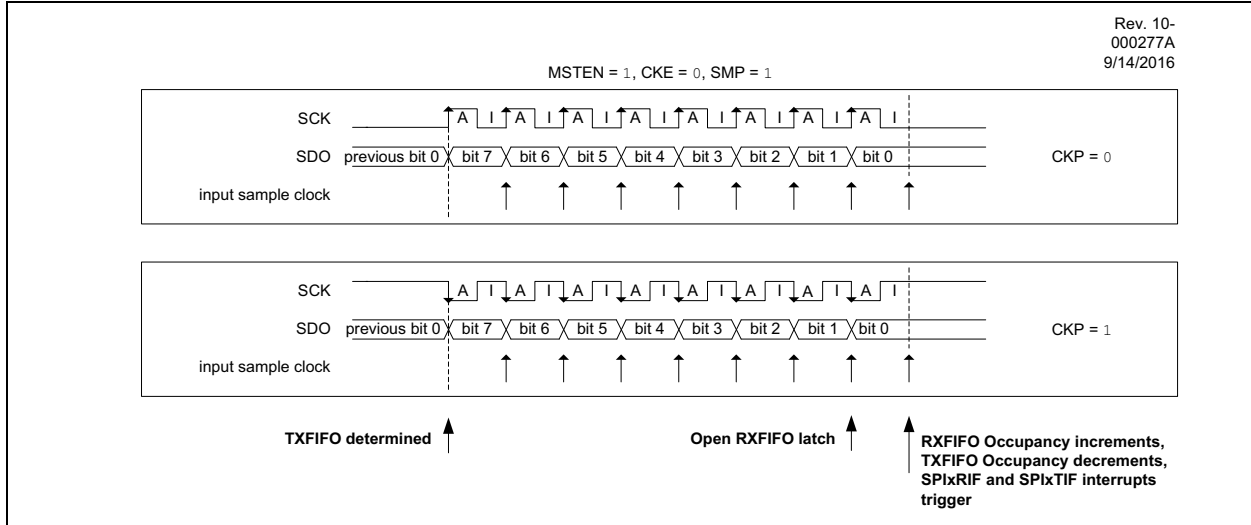 Rev. 10-
000277A
9/14/2016
MSTEN = 1, CKE = 0, SMP = 1
SCK A I A I A I A I A I A I A I A I
SDO previous bit 0 bit 7 bit 6 bit 5 bit 4 bit 3 bit 2 bit 1 bit 0 CKP = 0
input sample clock
SCK A I A I A I A I A I A I A I A I
SDO previous bit 0 bit 7 bit 6 bit 5 bit 4 bit 3 bit 2 bit 1 bit 0 CKP = 1
input sample clock
TXFIFO determined Open RXFIFO latch RXFIFO Occupancy increments,
TXFIFO Occupancy decrements,
SPIxRIF and SPIxTIF interrupts
trigger